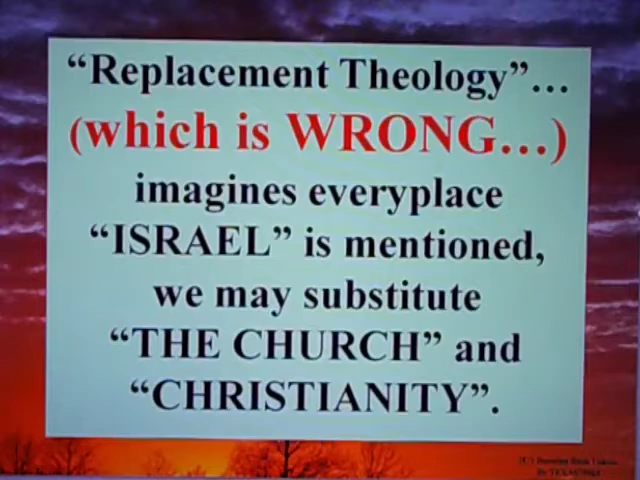 “Replacement Theology”...
(which is WRONG...)
imagines everyplace
“ISRAEL” is mentioned,
we may substitute
“THE CHURCH” and
“CHRISTIANITY”.